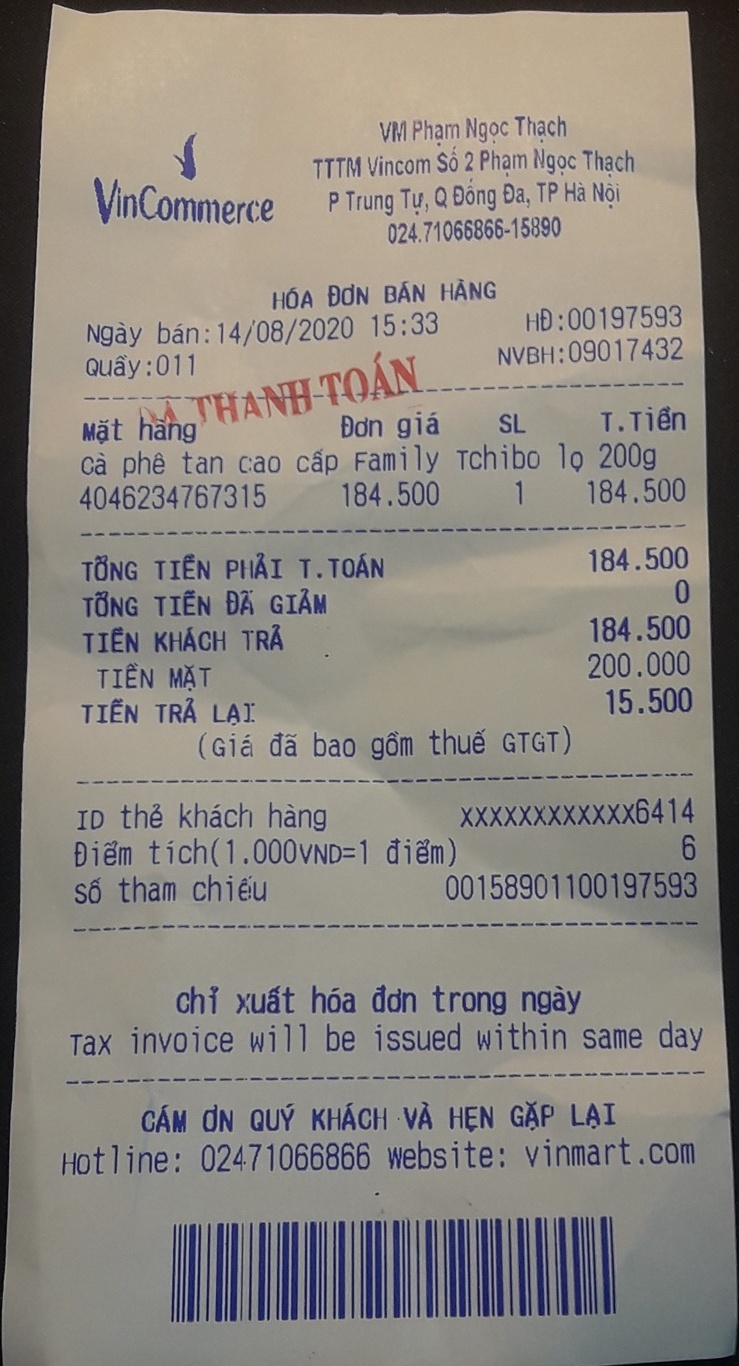 VinCommerce
VM Phạm Ngọc Thạch
TTTM Vincom Số 2 Phạm Ngọc Thạch
P Trung Tự, Q Đống Đa, TP Hà Nội
024.71066866-15890
HÓA ĐƠN BÁN HÀNG
Ngày bán:14/08/2020 15:33 HĐ:00197593
Quầy:011 NVBH:09017432
ĐÃ THANH TOÁN
Mặt hàng Đơn giá SL T.Tiền
Cà phê tan cao cấp Family Tchibo lọ 200g
4046234767315 184.500 1 184.500
TỔNG TIỀN PHẢI T.TOÁN 184.500
TỔNG TIỀN ĐÃ GIẢM 0
TIỀN KHÁCH TRẢ 184.500
TIỀN MẶT 200.000
TIỀN TRẢ LẠI 15.500
(Giá đã bao gồm thuế GTGT)
ID thẻ khách hàng XXXXXXXXXXXX6414
Điểm tích(1.000VND=1 điểm) 6
Số tham chiếu 00158901100197593
Chỉ xuất hóa đơn trong ngày
Tax invoice will be issued within same day
CÁM ƠN QUÝ KHÁCH VÀ HẸN GẶP LẠI
Hotline: 02471066866 Website: vinmart.com